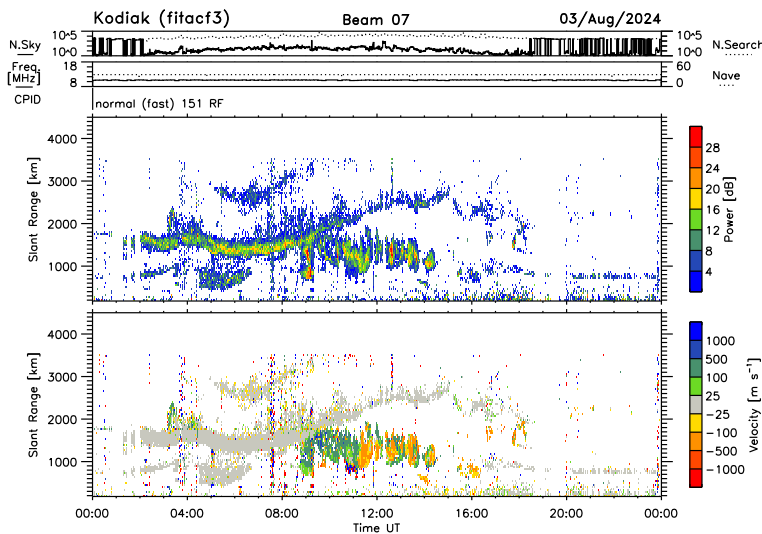 Kodiak (fitacf3) Beam 07 03/Aug/2024
10+5 10+5
N.Sky N.Search
10+0 10+0
Freq. 18 60
[MHz] Nave
8 0
CPID normal (fast) 151 RF
4000
3000
2000
1000
Slant Range [km]
28
24
20
16
12
8
4
Power [dB]
4000
3000
2000
1000
Slant Range [km]
1000
500
100
25
-25
-100
-500
-1000
Velocity [m s-1]
00:00 04:00 08:00 12:00 16:00 20:00 00:00
Time UT